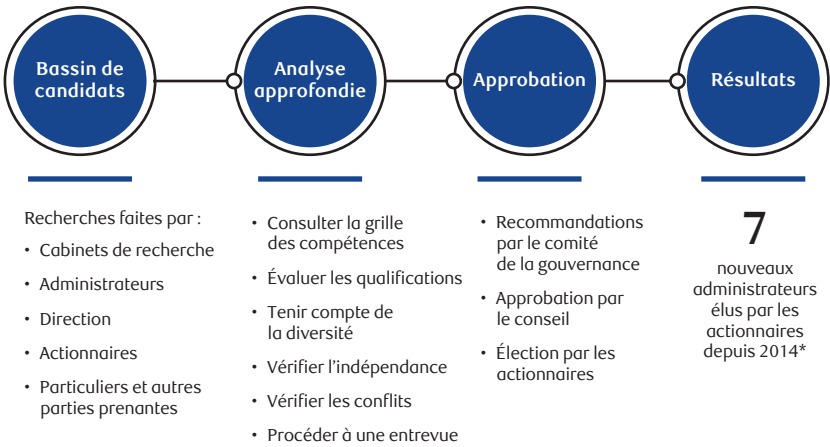 Bassin de
candidats
Analyse
approfondie
Approbation
Résultats
Recherches faites par :
• Cabinets de recherche
• Administrateurs
• Direction
• Actionnaires
• Particuliers et autres
parties prenantes
• Consulter la grille
des compétences
• Évaluer les qualifications
• Tenir compte de
la diversité
• Vérifier l'indépendance
• Vérifier les conflits
• Procéder à une entrevue
• Recommandations
par le comité
de la gouvernance
• Approbation par
le conseil
• Élection par les
actionnaires
7
nouveaux
administrateurs
élus par les
actionnaires
depuis 2014*